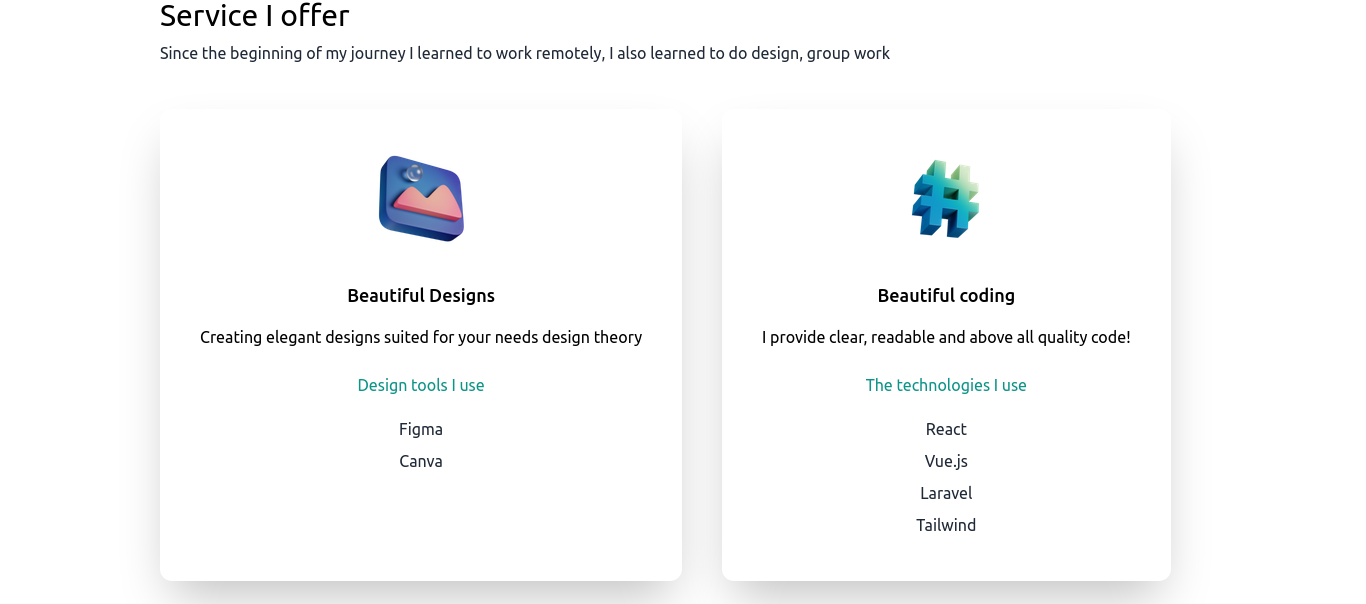 Service I offer
Since the beginning of my journey I learned to work remotely, I also learned to do design, group work
Beautiful Designs
Creating elegant designs suited for your needs design theory
Design tools I use
Figma
Canva
Beautiful coding
I provide clear, readable and above all quality code!
The technologies I use
React
Vue.js
Laravel
Tailwind